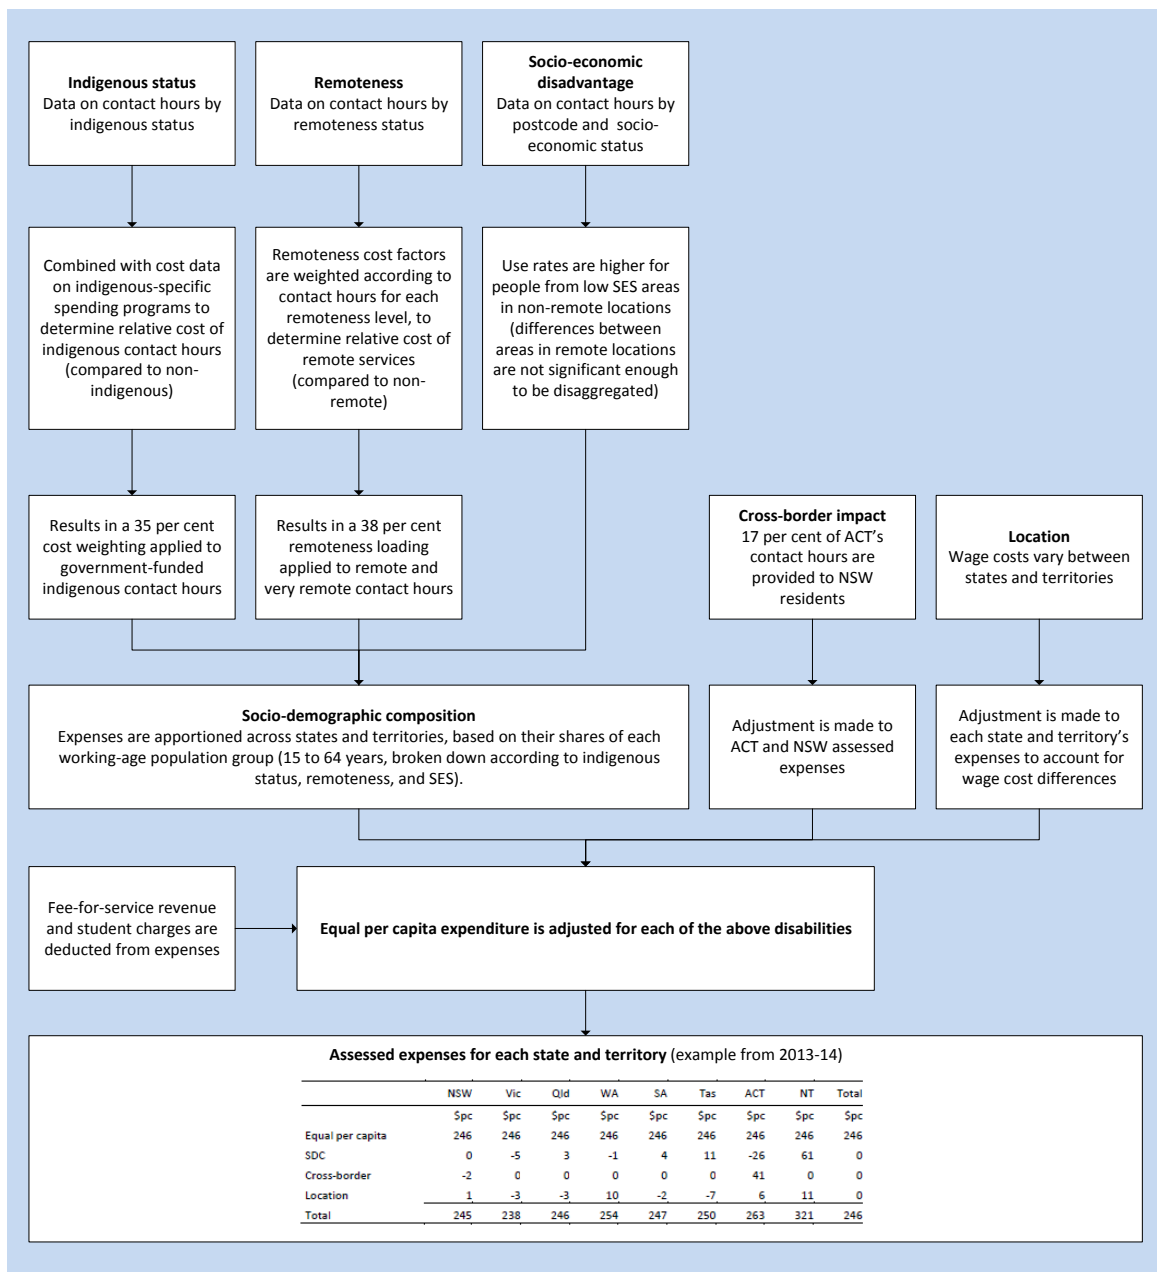 Indigenous status
Data on contact hours by
indigenous status
Remoteness
Data on contact hours by
remoteness status
Socio-economic
disadvantage
Data on contact hours by
postcode and socio-
economic status
Combined with cost data
on indigenous-specific
spending programs to
determine relative cost of
indigenous contact hours
(compared to non-
indigenous)
Remoteness cost factors
are weighted according to
contact hours for each
remoteness level, to
determine relative cost of
remote services
(compared to non-
remote)
Use rates are higher for
people from low SES areas
in non-remote locations
(differences between
areas in remote locations
are not significant enough
to be disaggregated)
Results in a 35 per cent
cost weighting applied to
government-funded
indigenous contact hours
Results in a 38 per cent
remoteness loading
applied to remote and
very remote contact hours
Cross-border impact
17 per cent of ACT's
contact hours are
provided to NSW
residents
Location
Wage costs vary between
states and territories
Socio-demographic composition
Expenses are apportioned across states and territories, based on their shares of each
working-age population group (15 to 64 years, broken down according to indigenous
status, remoteness, and SES).
Adjustment is made to
ACT and NSW assessed
expenses
Adjustment is made to
each state and territory's
expenses to account for
wage cost differences
Fee-for-service revenue
and student charges are
deducted from expenses
Equal per capita expenditure is adjusted for each of the above disabilities
Assessed expenses for each state and territory (example from 2013-14)
NSW Vic Qld WA SA Tas ACT NT Total
$pc $pc $pc $pc $pc $pc $pc $pc $pc
Equal per capita 246 246 246 246 246 246 246 246 246
SDC 0 -5 3 -1 4 11 -26 61 0
Cross-border -2 0 0 0 0 0 41 0 0
Location 1 -3 -3 10 -2 -7 6 11 0
Total 245 238 246 254 247 250 263 321 246